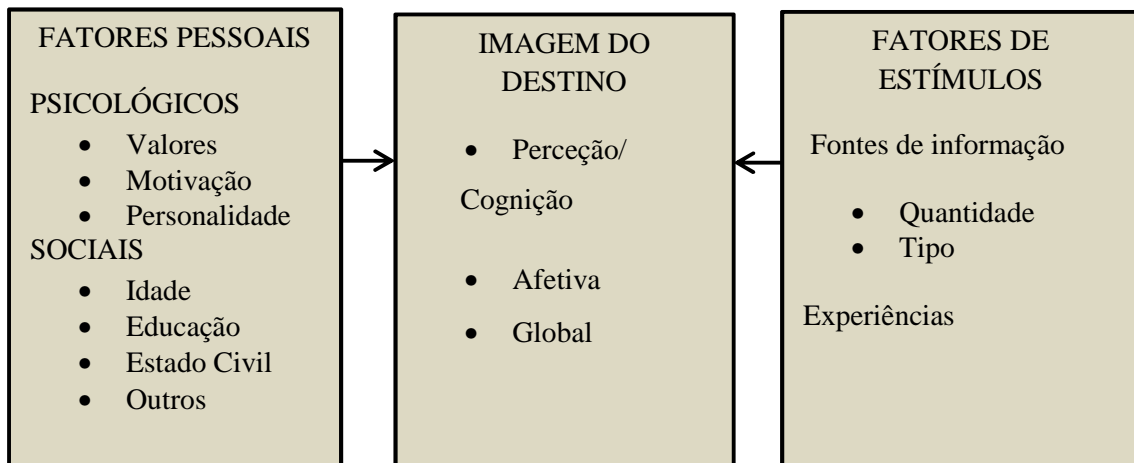 FATORES PESSOAIS
PSICOLÓGICOS
• Valores
• Motivação
• Personalidade
SOCIAIS
• Idade
• Educação
• Estado Civil
• Outros
IMAGEM DO
DESTINO
• Perceção/
Cognição
• Afetiva
• Global
FATORES DE
ESTÍMULOS
Fontes de informação
• Quantidade
• Tipo
Experiências